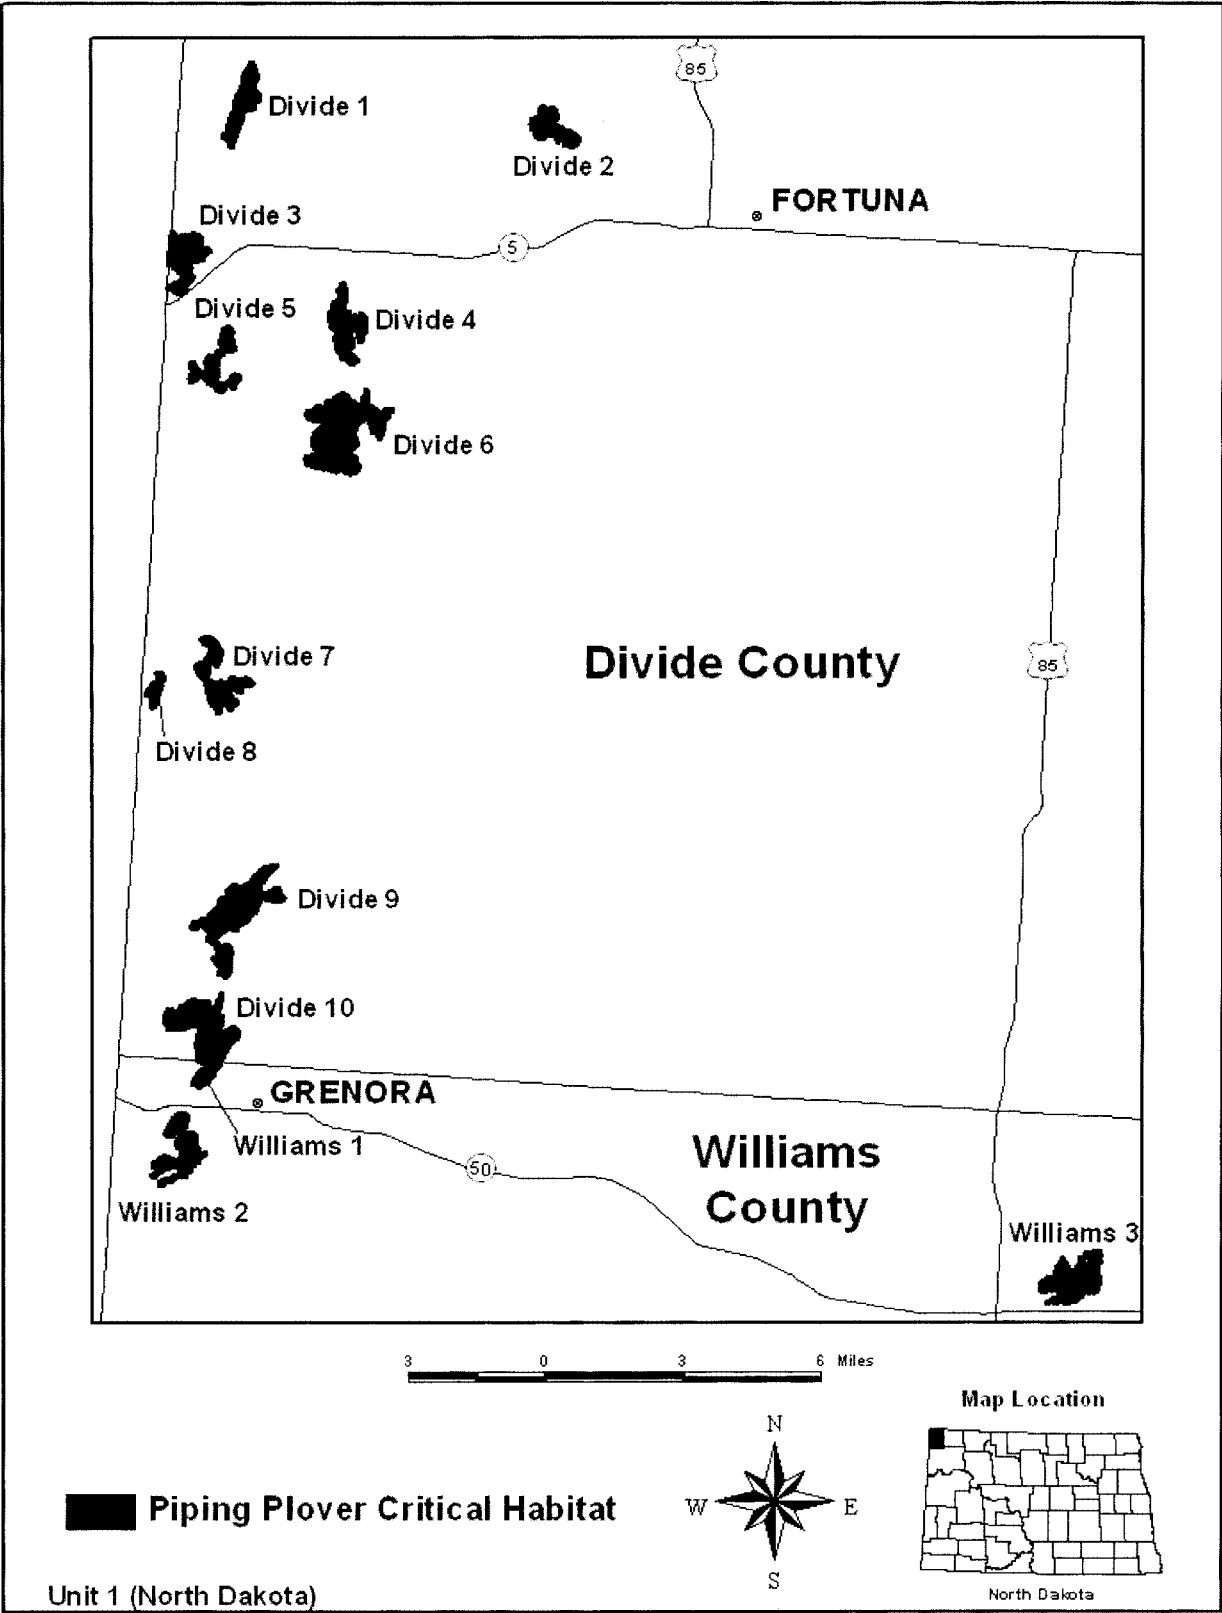 85
Divide 1
Divide 2
FORTUNA
Divide 3
5
Divide 5
Divide 4
Divide 6
Divide County
Divide 7
85
Divide 8
Divide 9
Divide 10
GRENORA
Williams 1
Williams
County
50
Williams 2
Williams 3
3 0 3 6 Miles
Map Location
N
W E
S
Piping Plover Critical Habitat
North Dakota
Unit 1 (North Dakota)